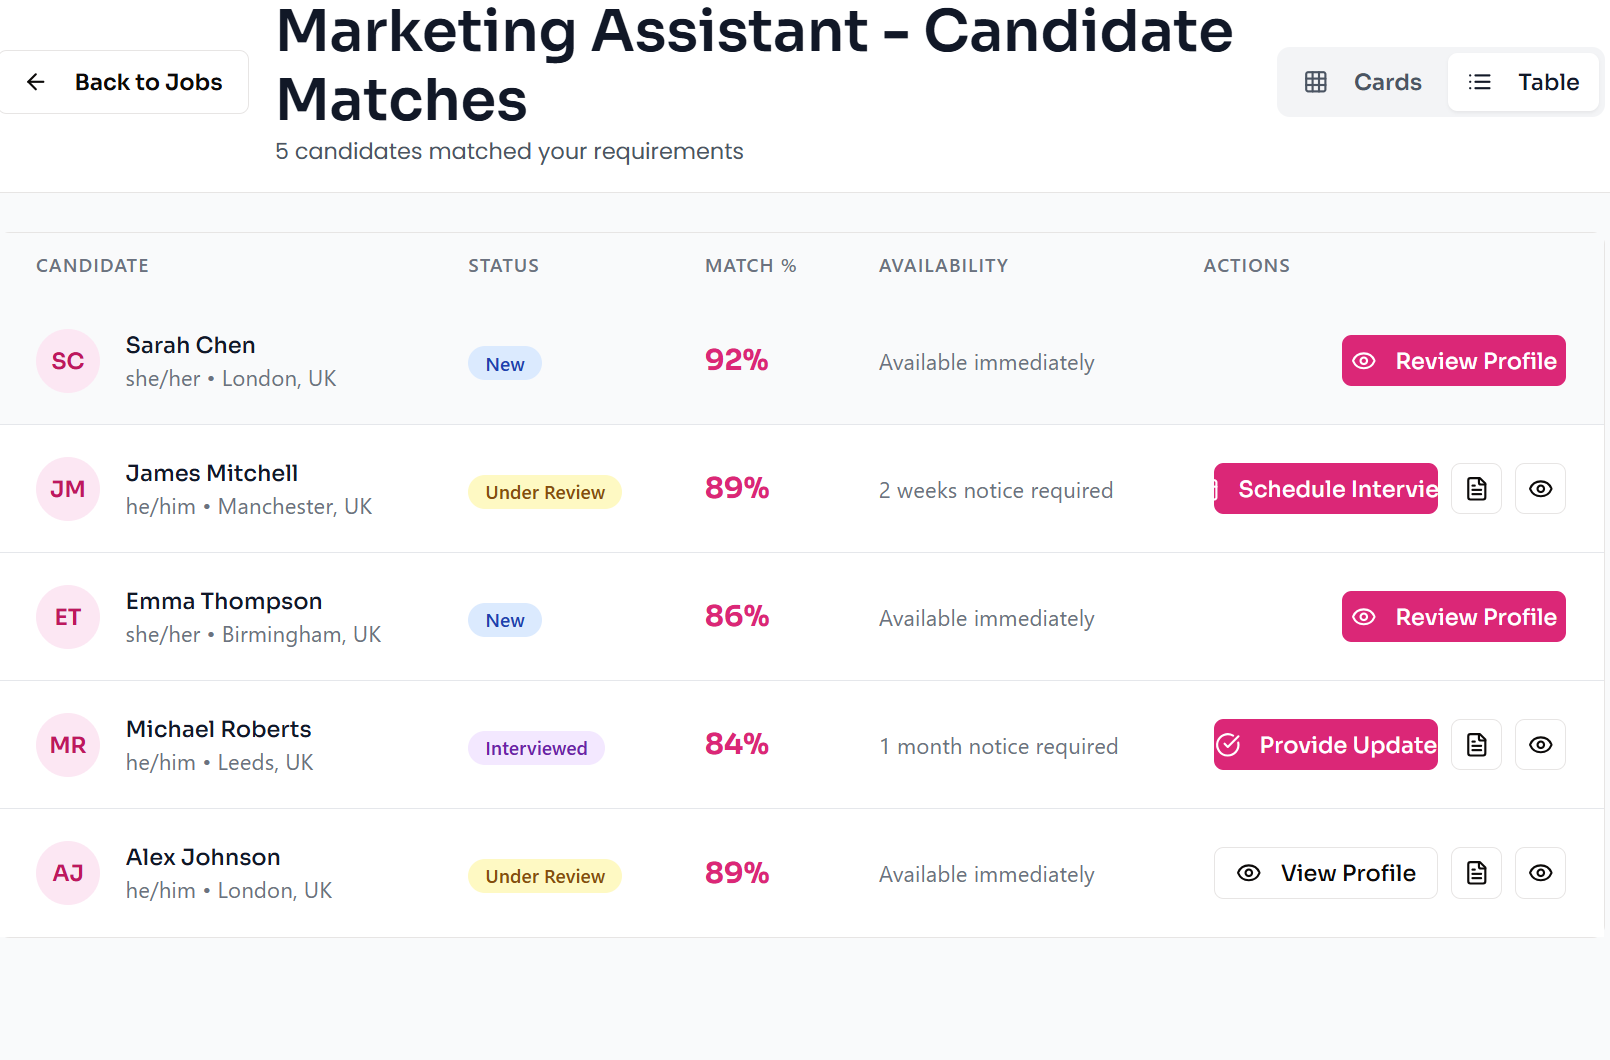 Marketing Assistant - Candidate
Matches
5 candidates matched your requirements
Back to Jobs
Cards
Table
CANDIDATE STATUS MATCH % AVAILABILITY ACTIONS
SC
Sarah Chen
she/her • London, UK
New
92%
Available immediately
Review Profile
JM
James Mitchell
he/him • Manchester, UK
Under Review
89%
2 weeks notice required
Schedule Intervie
ET
Emma Thompson
she/her • Birmingham, UK
New
86%
Available immediately
Review Profile
MR
Michael Roberts
he/him • Leeds, UK
Interviewed
84%
1 month notice required
Provide Update
AJ
Alex Johnson
he/him • London, UK
Under Review
89%
Available immediately
View Profile